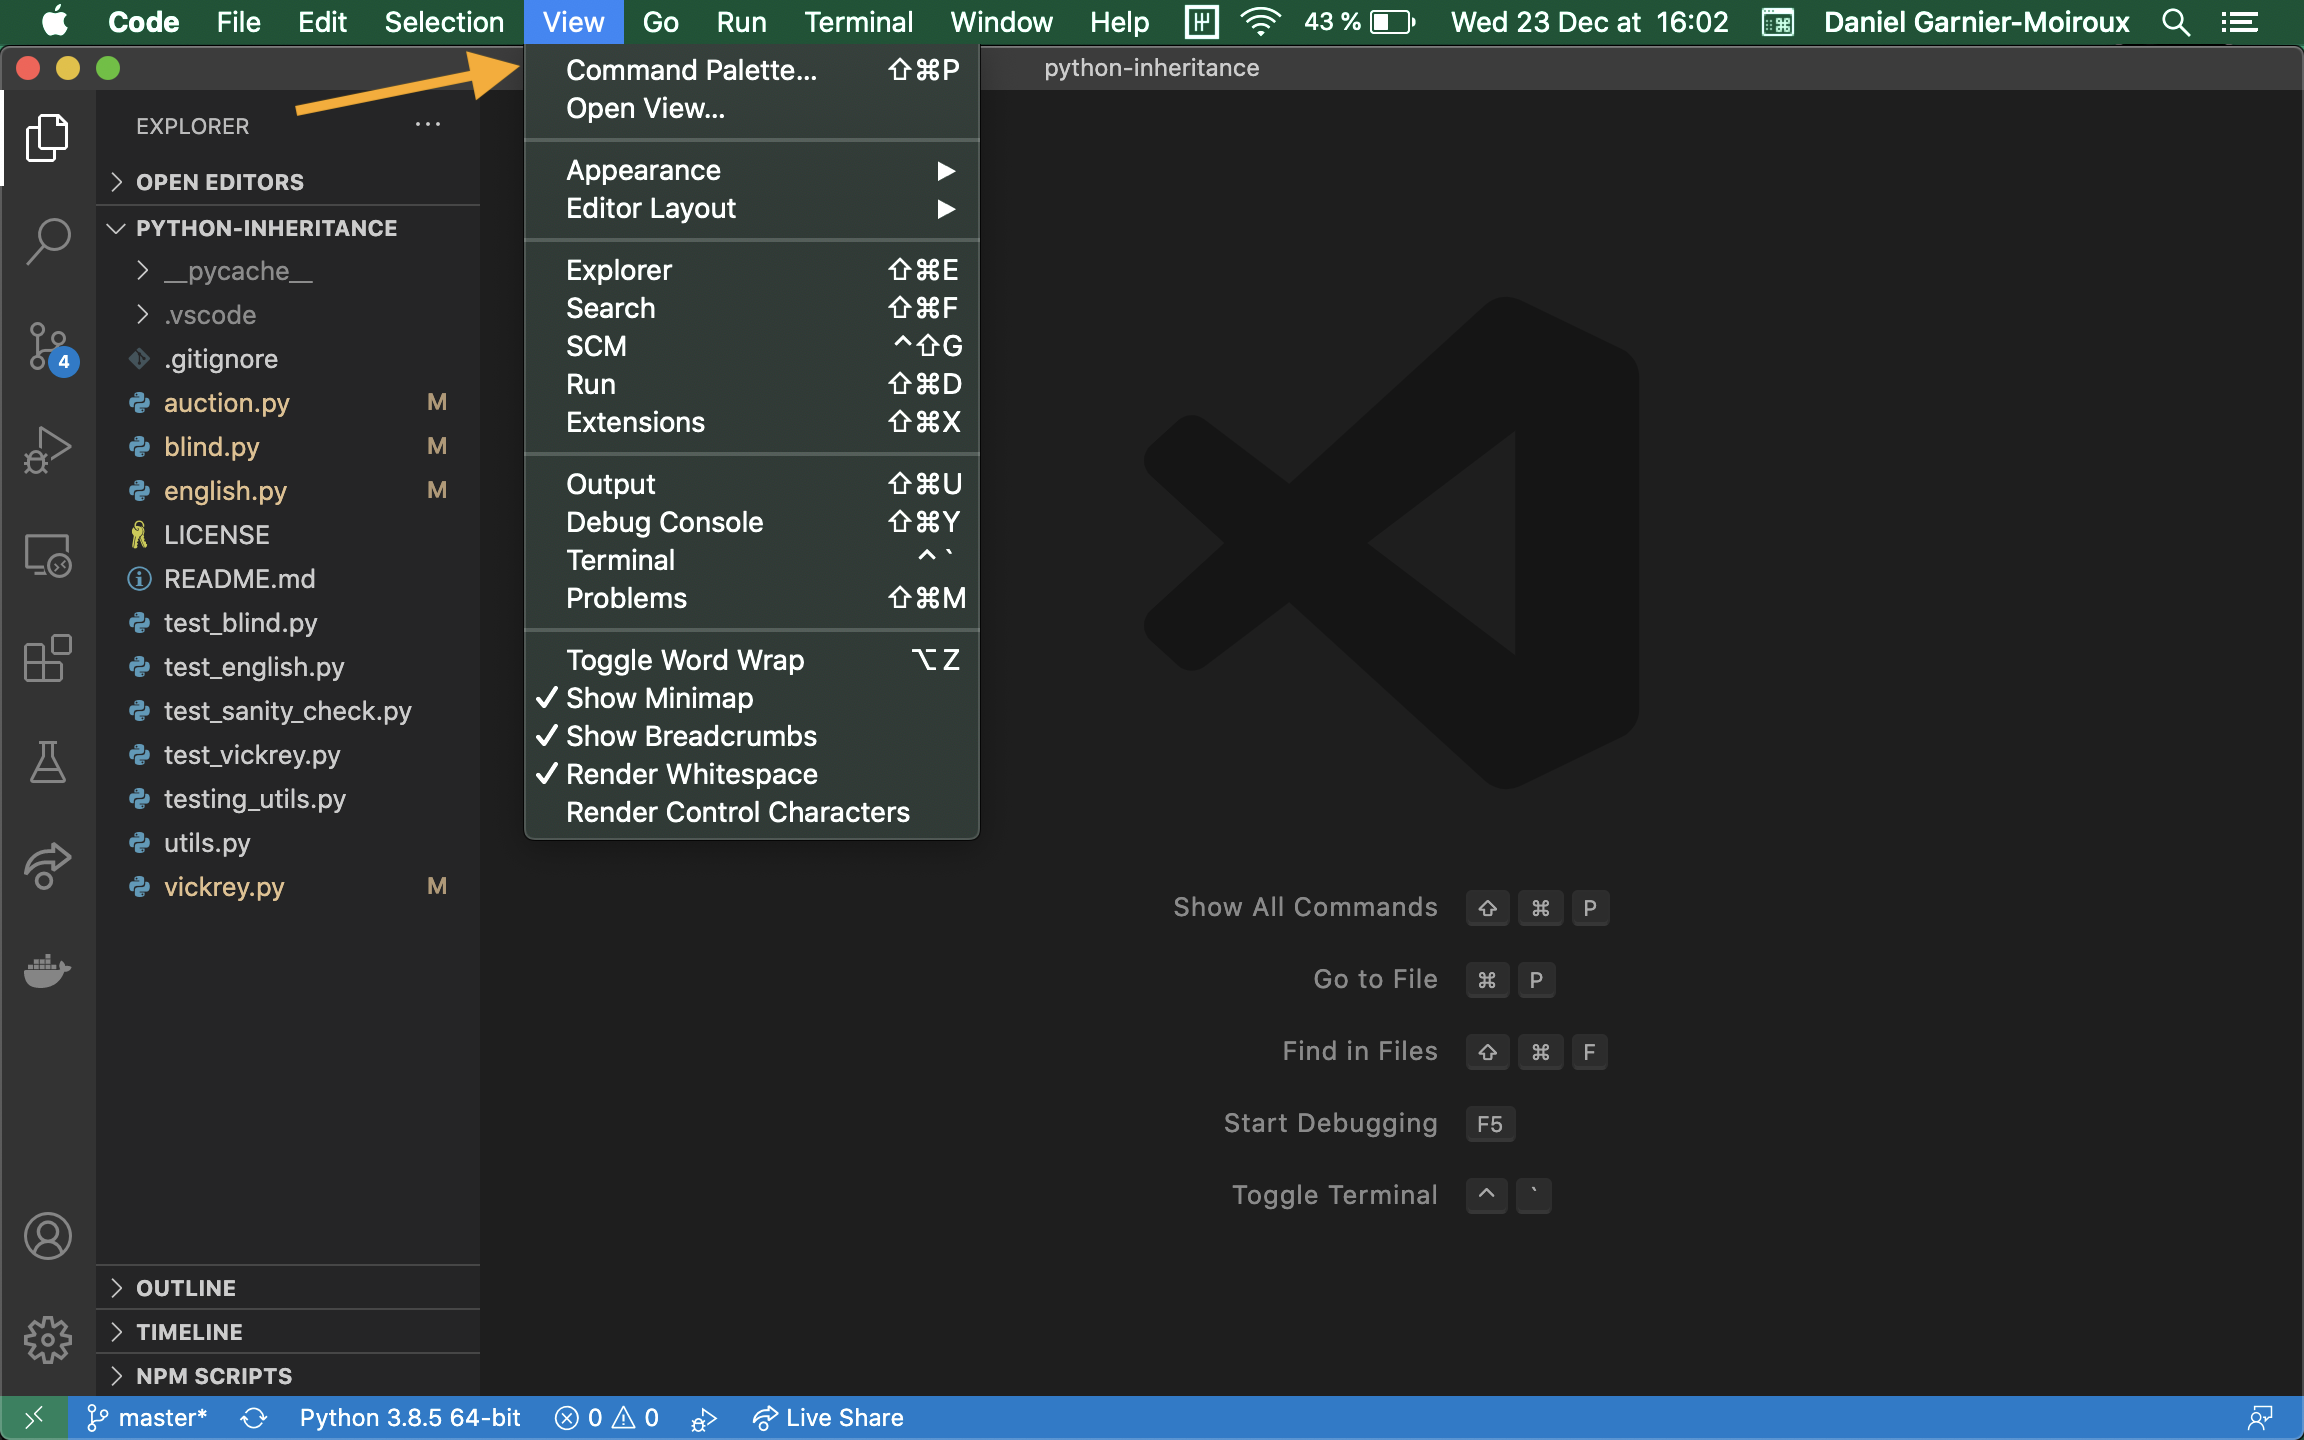 Code File Edit Selection View Go Run Terminal Window Help 43 % Wed 23 Dec at 16:02 Daniel Garnier-Moiroux
python-inheritance
Command Palette... ⇧⌘P
Open View...
Appearance ▶
Editor Layout ▶
Explorer ⇧⌘E
Search ⇧⌘F
SCM ^⇧G
Run ⇧⌘D
Extensions ⇧⌘X
Output ⇧⌘U
Debug Console ⇧⌘Y
Terminal ^`
Problems ⇧⌘M
Toggle Word Wrap ⌥Z
✓ Show Minimap
✓ Show Breadcrumbs
✓ Render Whitespace
Render Control Characters
EXPLORER ...
OPEN EDITORS
PYTHON-INHERITANCE
__pycache__
.vscode
.gitignore
4
auction.py M
blind.py M
english.py M
LICENSE
README.md
test_blind.py
test_english.py
test_sanity_check.py
test_vickrey.py
testing_utils.py
utils.py
vickrey.py M
OUTLINE
TIMELINE
NPM SCRIPTS
Show All Commands ⇧ ⌘ P
Go to File ⌘ P
Find in Files ⇧ ⌘ F
Start Debugging F5
Toggle Terminal ^ `
master* Python 3.8.5 64-bit 0 0 Live Share